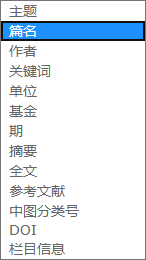 主题
篇名
作者
关键词
单位
基金
期
摘要
全文
参考文献
中图分类号
DOI
栏目信息